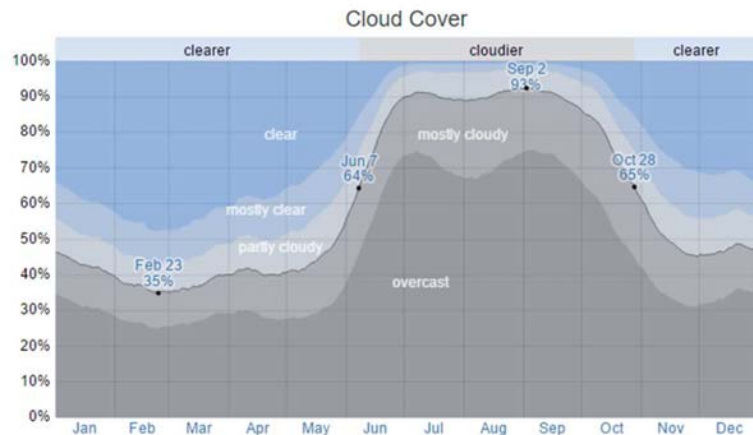 Cloud Cover
clearer cloudier clearer
100%
90%
80%
70%
60%
50%
40%
30%
20%
10%
0%
Sep 2
93%
clear
mostly cloudy
Jun 7
64%
Oct 28
65%
mostly clear
partly cloudy
Feb 23
35%
overcast
Jan Feb Mar Apr May Jun Jul Aug Sep Oct Nov Dec